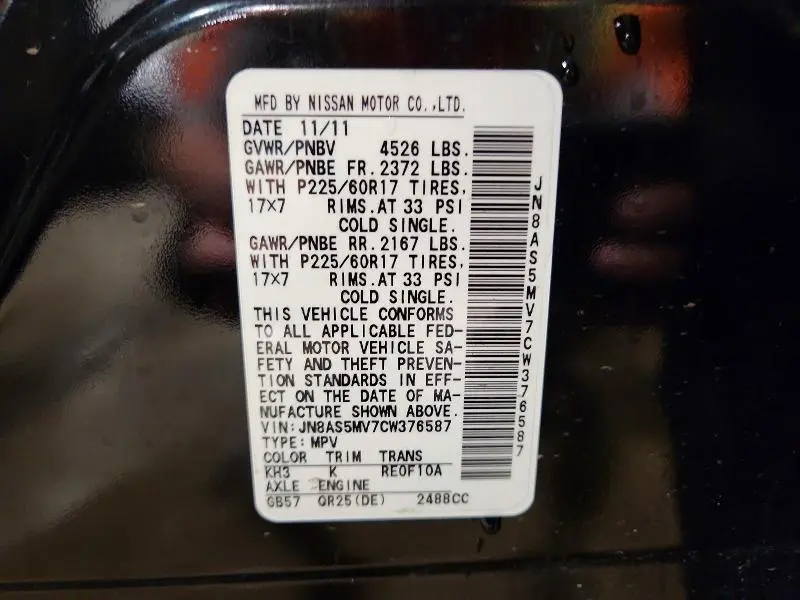 MFD BY NISSAN MOTOR CO.,LTD.
DATE 11/11
GVWR/PNBV 4526 LBS.
GAWR/PNBE FR. 2372 LBS.
WITH P225/60R17 TIRES,
17×7 RIMS. AT 33 PSI
COLD SINGLE.
GAWR/PNBE RR. 2167 LBS.
WITH P225/60R17 TIRES,
17×7 RIMS. AT 33 PSI
COLD SINGLE.
THIS VEHICLE CONFORMS
TO ALL APPLICABLE FED-
ERAL MOTOR VEHICLE SA-
FETY AND THEFT PREVEN-
TION STANDARDS IN EFF-
ECT ON THE DATE OF MA-
NUFACTURE SHOWN ABOVE.
VIN: JN8AS5MV7CW376587
TYPE: MPV
COLOR TRIM TRANS
KH3 K RE0F10A
AXLE ENGINE
GB57 QR25(DE) 2488CC
JN8AS5MV7CW376587